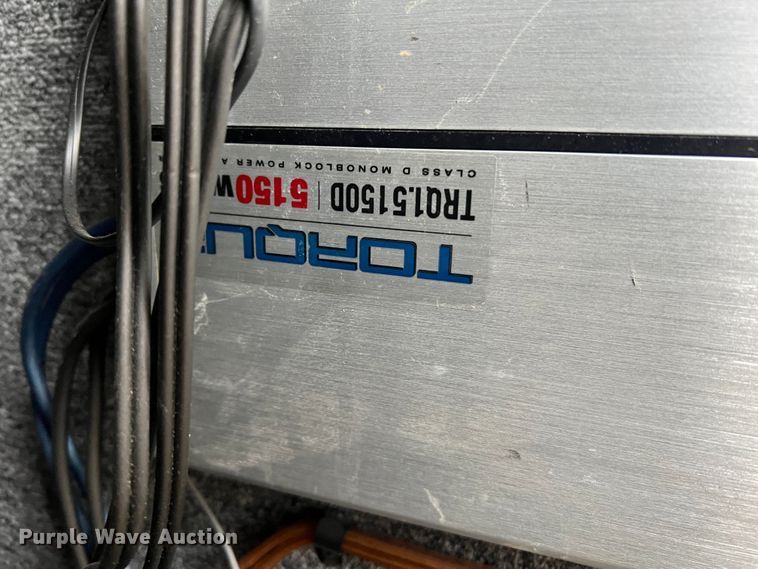 TORQU
TRQ1.5150D | 5150W
CLASS D MONOBLOCK POWER A
Purple Wave Auction